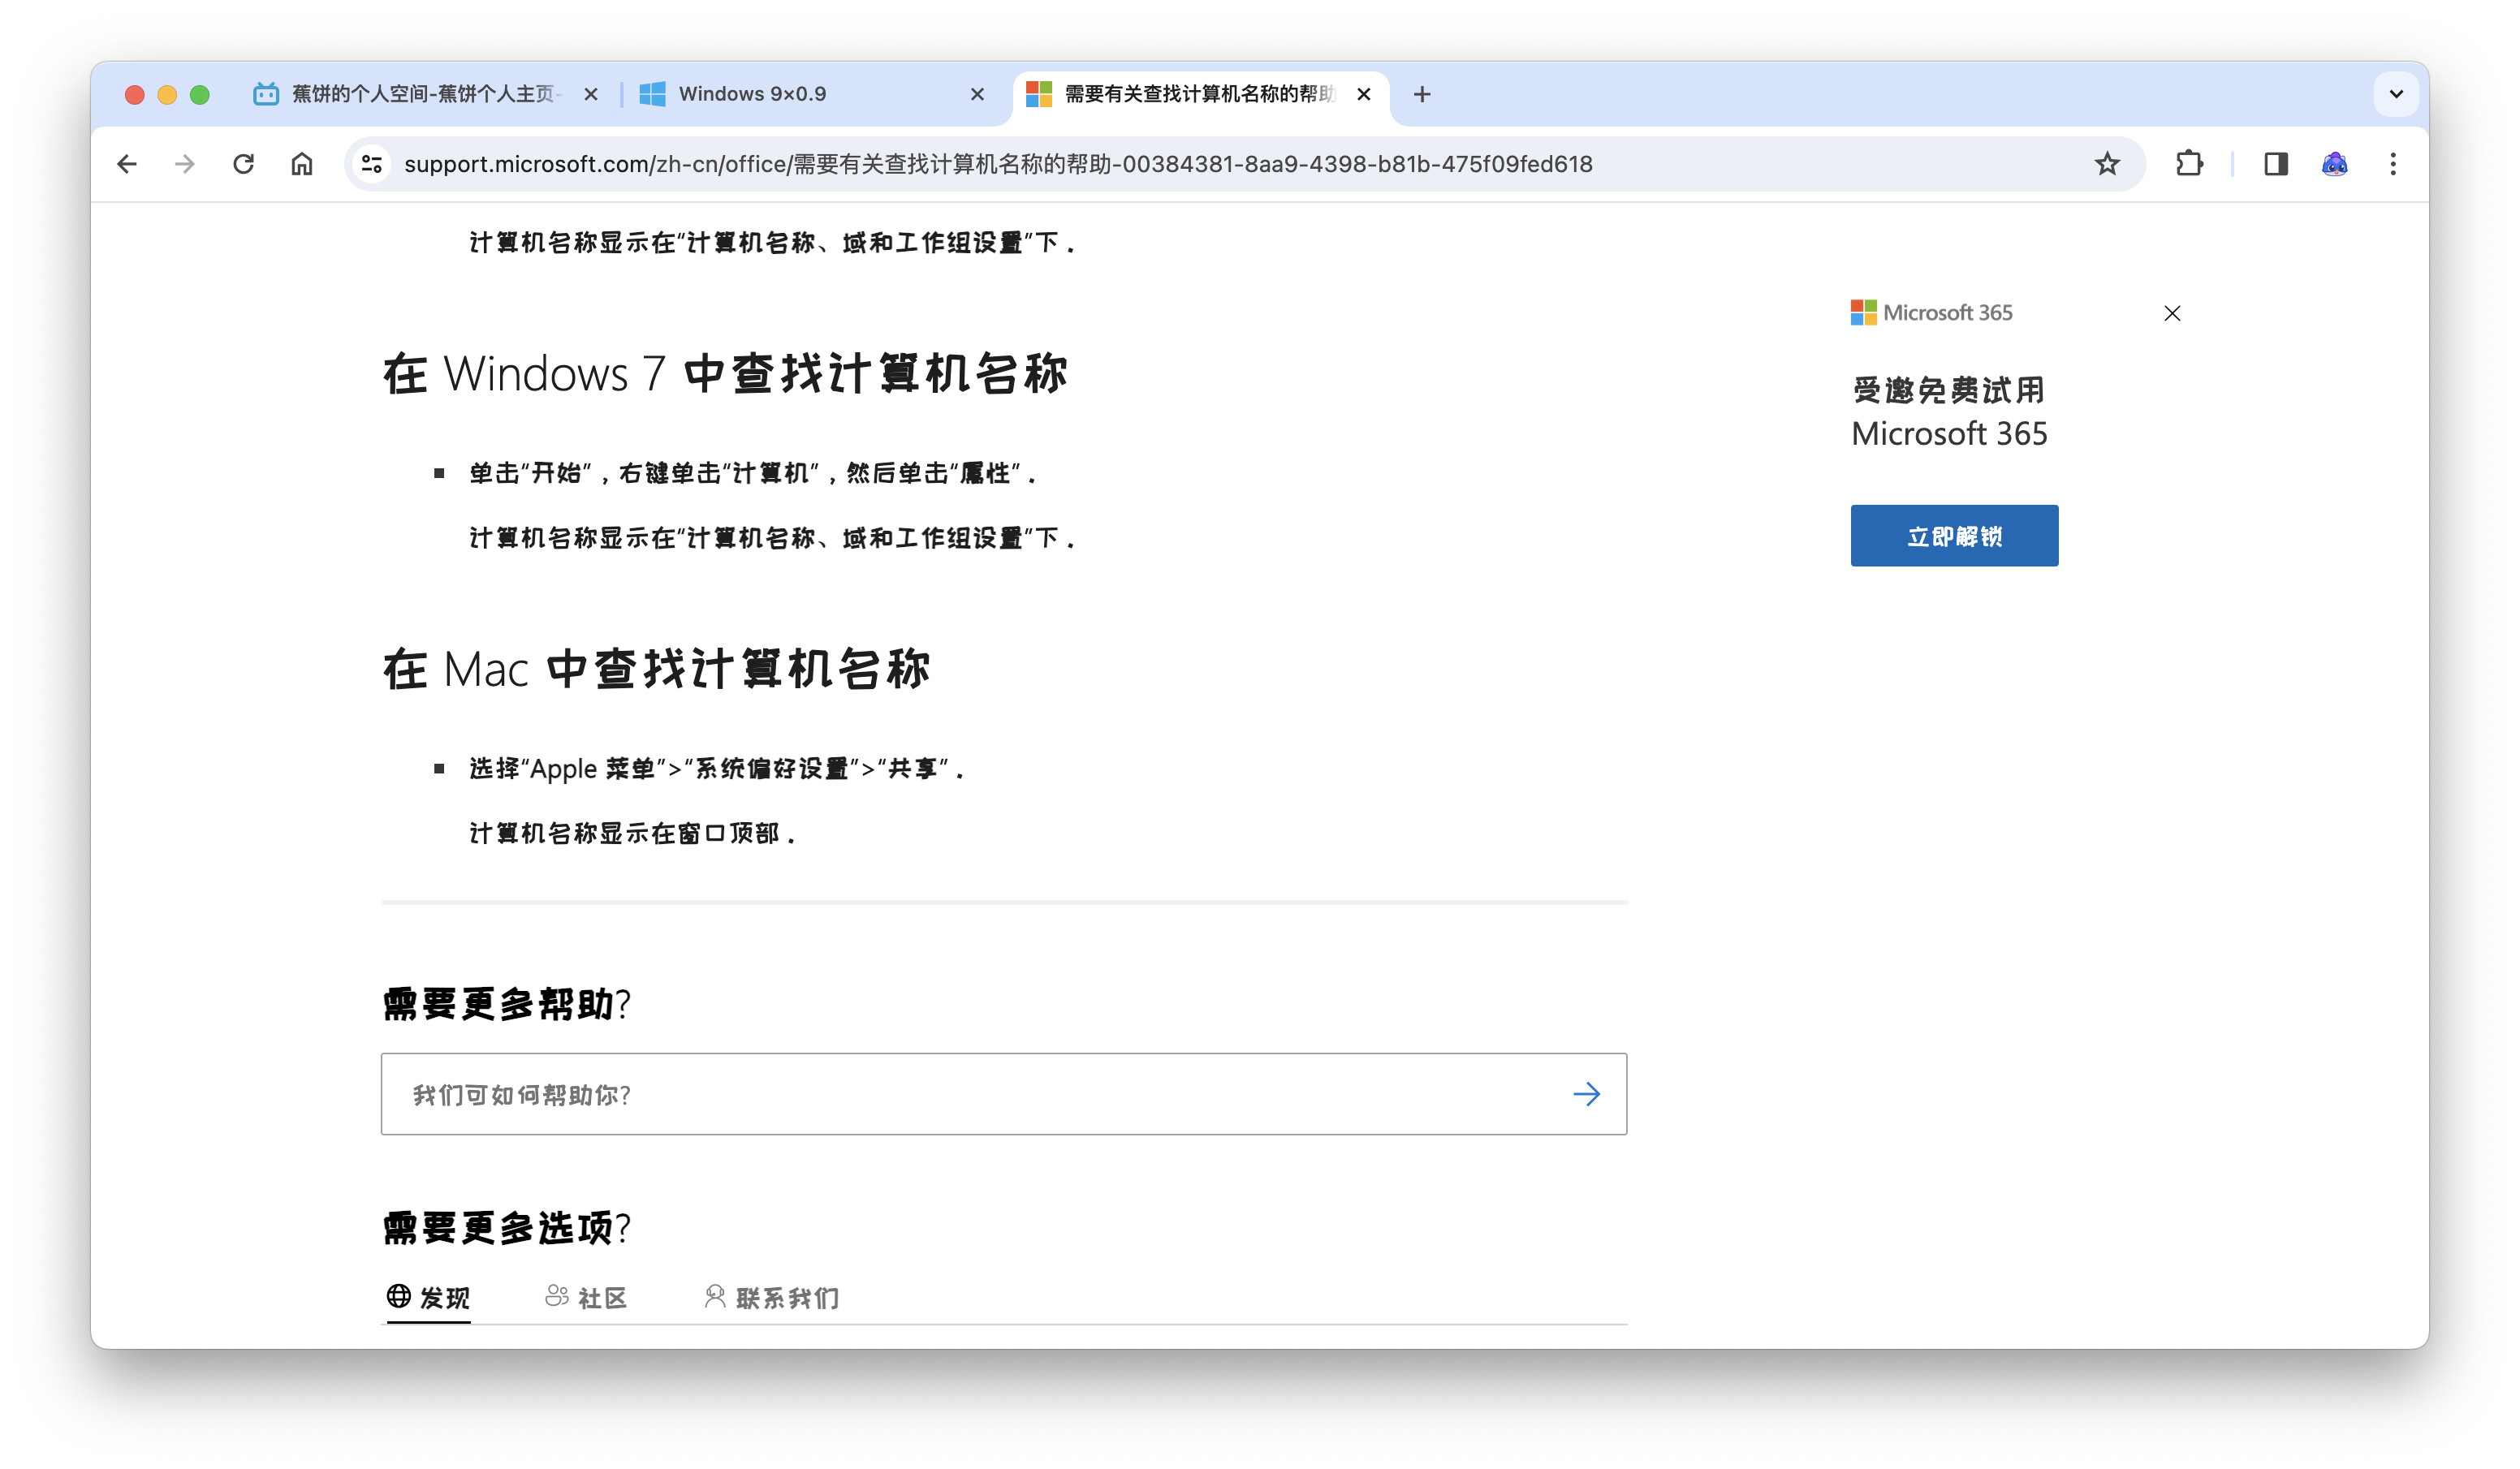 蕉饼的个人空间-蕉饼个人主页-
Windows 9×0.9
需要有关查找计算机名称的帮助
support.microsoft.com/zh-cn/office/需要有关查找计算机名称的帮助-00384381-8aa9-4398-b81b-475f09fed618
计算机名称显示在“计算机名称、域和工作组设置”下.
在 Windows 7 中查找计算机名称
单击“开始”,右键单击“计算机”,然后单击“属性”.
计算机名称显示在“计算机名称、域和工作组设置”下.
在 Mac 中查找计算机名称
选择“Apple 菜单”>“系统偏好设置”>“共享”.
计算机名称显示在窗口顶部.
需要更多帮助?
我们可如何帮助你?
需要更多选项?
发现
社区
联系我们
Microsoft 365
受邀免费试用
Microsoft 365
立即解锁